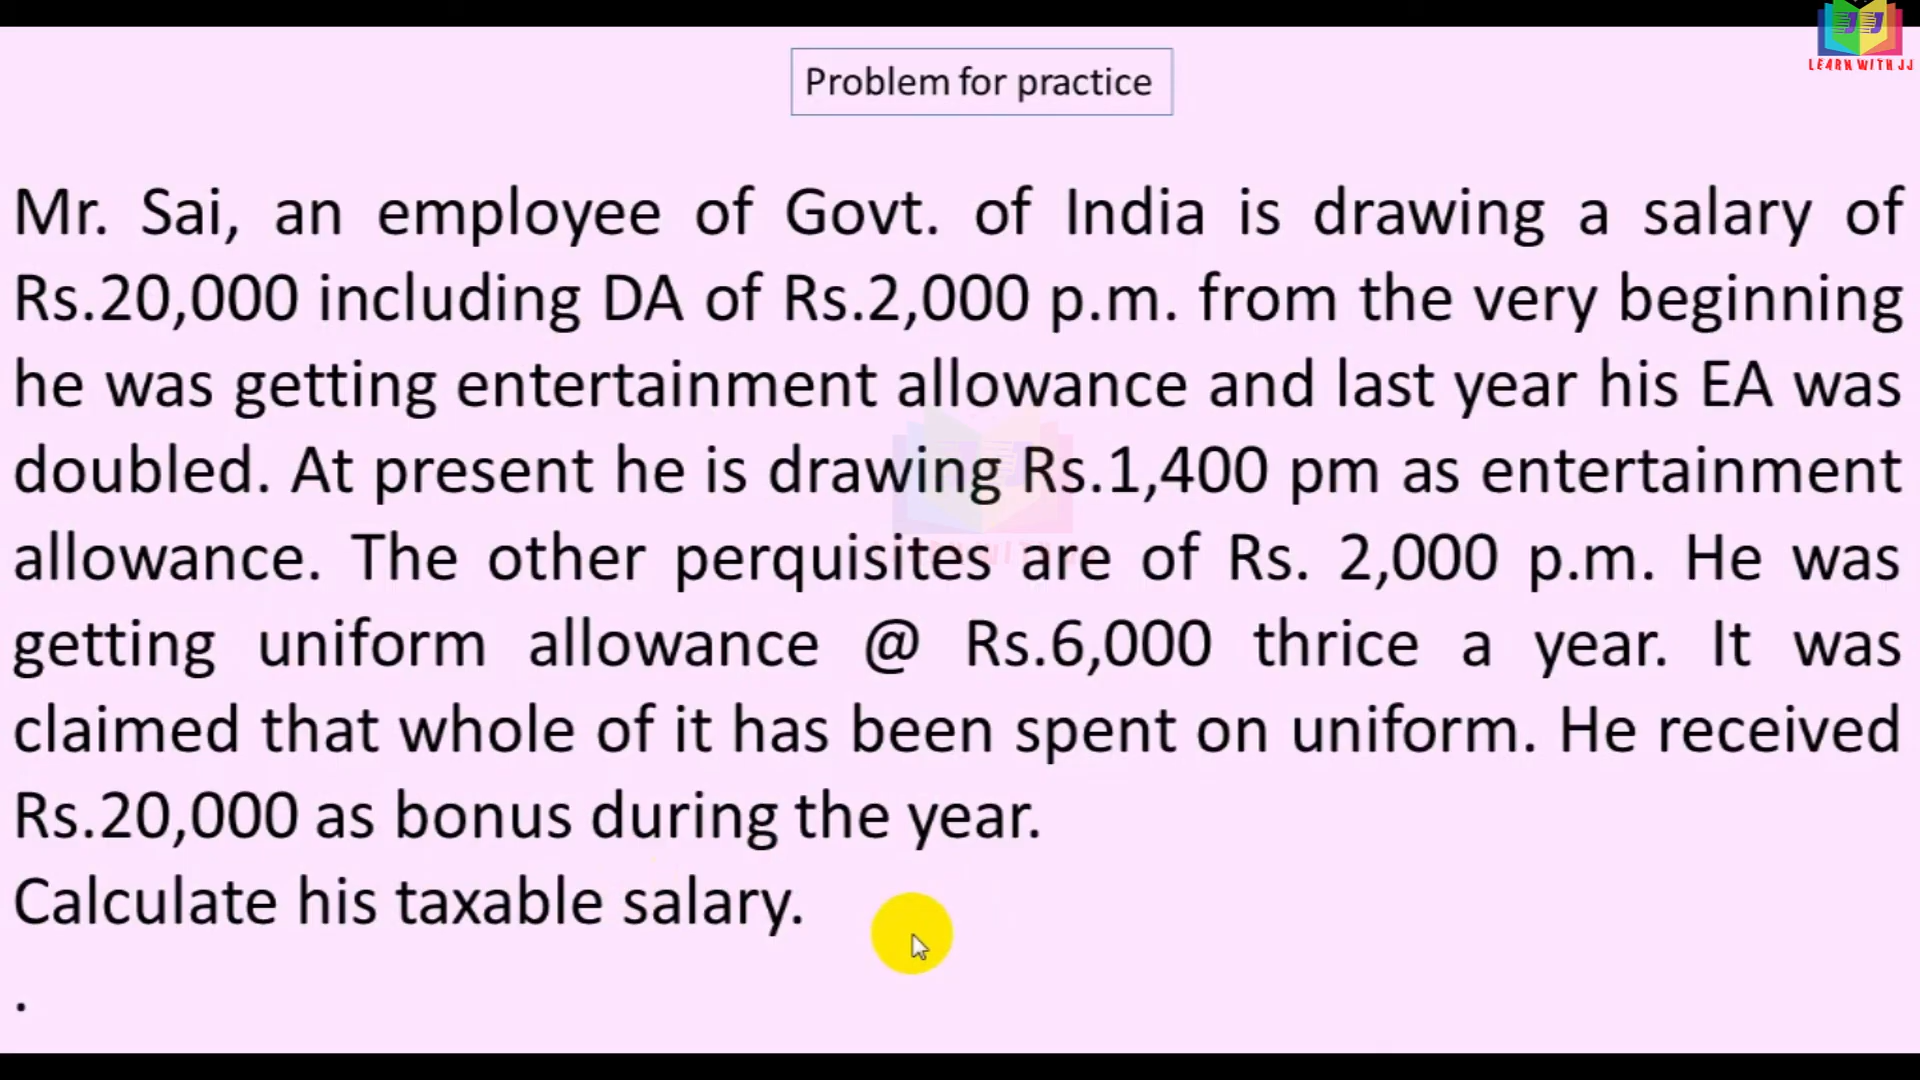 LEARN WITH JJ
Problem for practice
Mr. Sai, an employee of Govt. of India is drawing a salary of
Rs.20,000 including DA of Rs.2,000 p.m. from the very beginning
he was getting entertainment allowance and last year his EA was
doubled. At present he is drawing Rs.1,400 pm as entertainment
allowance. The other perquisites are of Rs. 2,000 p.m. He was
getting uniform allowance @ Rs.6,000 thrice a year. It was
claimed that whole of it has been spent on uniform. He received
Rs.20,000 as bonus during the year.
Calculate his taxable salary.
.